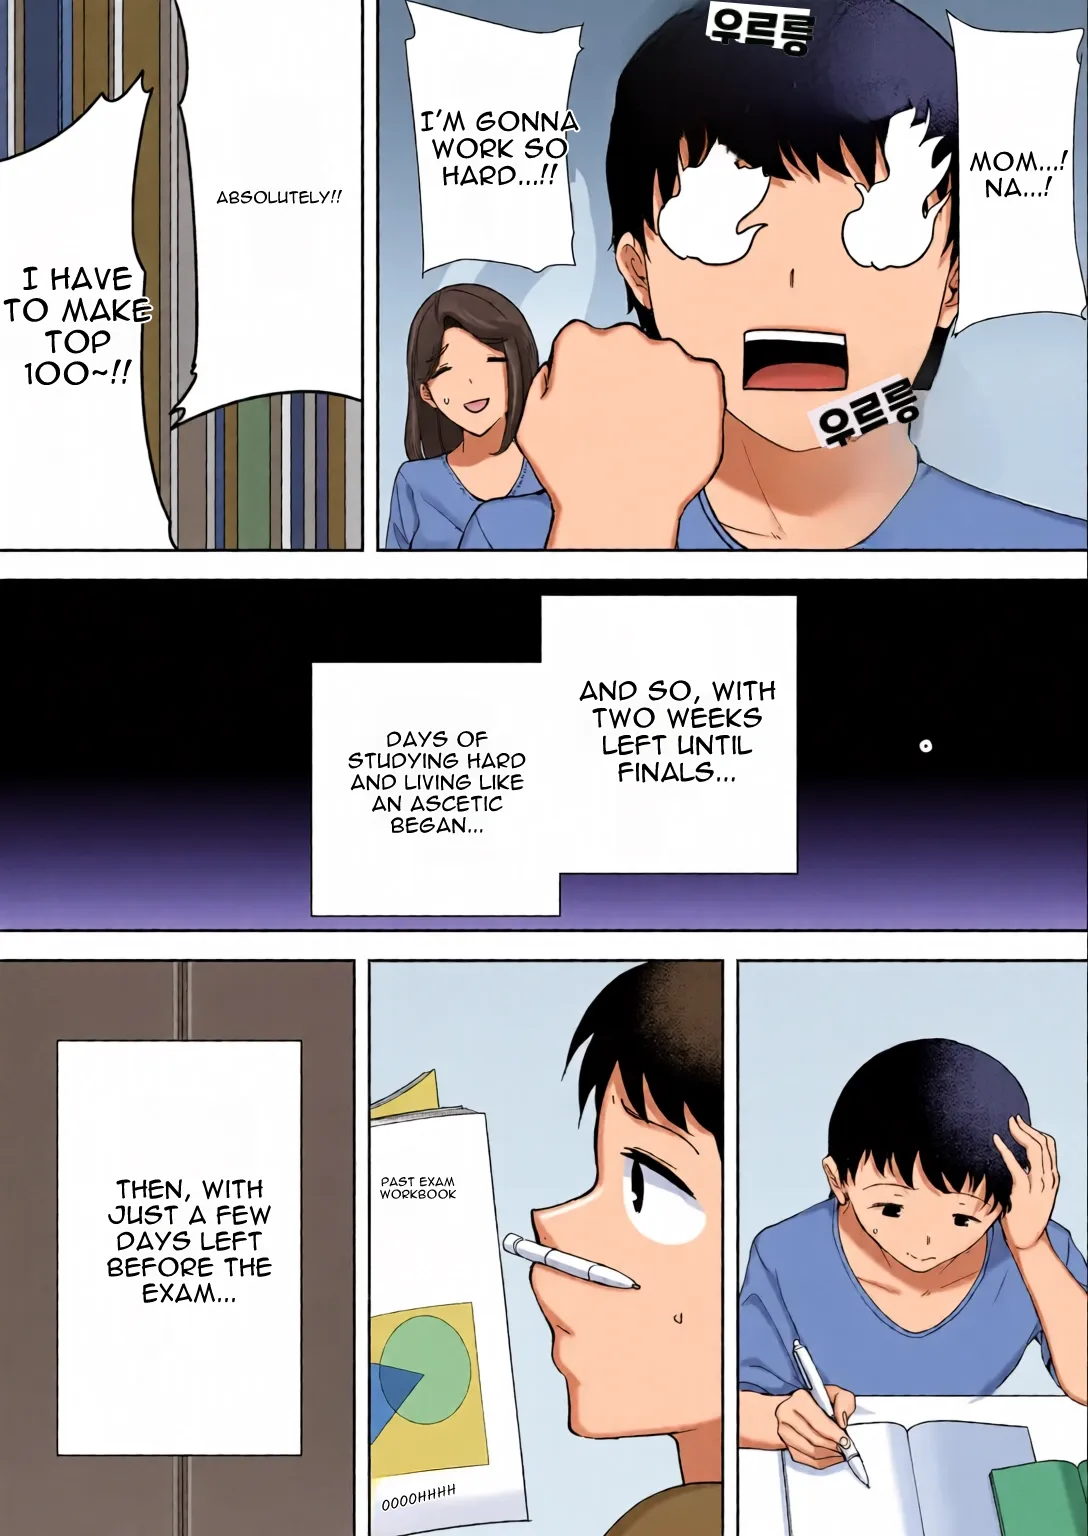 우르릉
MOM...!
NA...!
I'M GONNA
WORK SO
HARD...!!
우르릉
ABSOLUTELY!!
I HAVE
TO MAKE
TOP
100~!!
AND SO, WITH
TWO WEEKS
LEFT UNTIL
FINALS...
DAYS OF
STUDYING HARD
AND LIVING LIKE
AN ASCETIC
BEGAN...
PAST EXAM
WORKBOOK
OOOOHHHH
THEN, WITH
JUST A FEW
DAYS LEFT
BEFORE THE
EXAM...